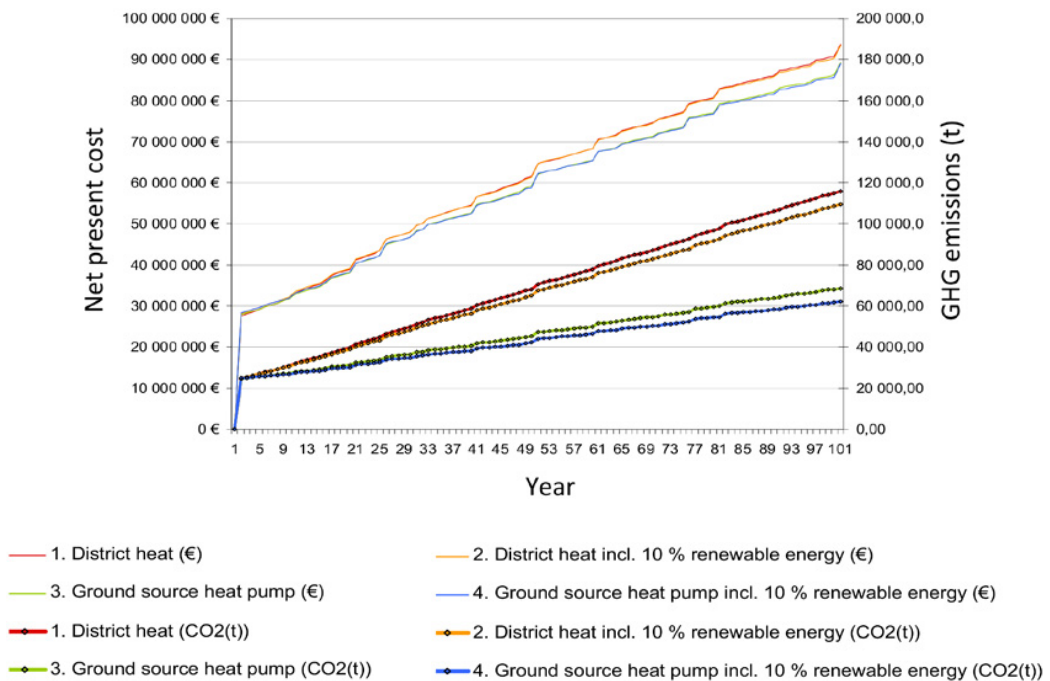 100 000 000 € 200 000,0
90 000 000 € 180 000,0
80 000 000 € 160 000,0
70 000 000 € 140 000,0
60 000 000 € 120 000,0
50 000 000 € 100 000,0
40 000 000 € 80 000,00
30 000 000 € 60 000,00
20 000 000 € 40 000,00
10 000 000 € 20 000,00
0 € 0,00
Net present cost
GHG emissions (t)
1 5 9 13 17 21 25 29 33 37 41 45 49 53 57 61 65 69 73 77 81 85 89 93 97 101
Year
1. District heat (€)
2. District heat incl. 10 % renewable energy (€)
3. Ground source heat pump (€)
4. Ground source heat pump incl. 10 % renewable energy (€)
1. District heat (CO2(t))
2. District heat incl. 10 % renewable energy (CO2(t))
3. Ground source heat pump (CO2(t))
4. Ground source heat pump incl. 10 % renewable energy (CO2(t))